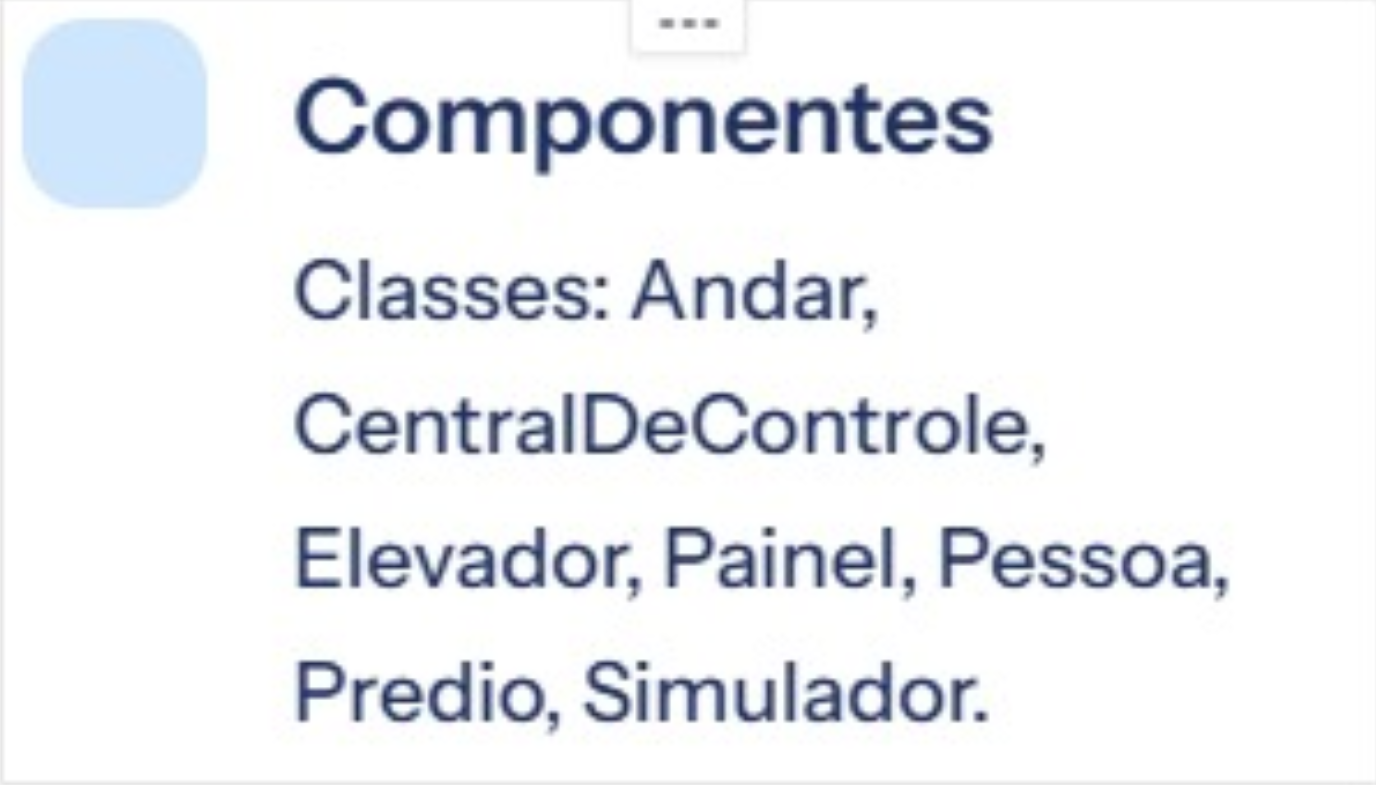 Componentes
Classes: Andar,
CentralDeControle,
Elevador, Painel, Pessoa,
Predio, Simulador.